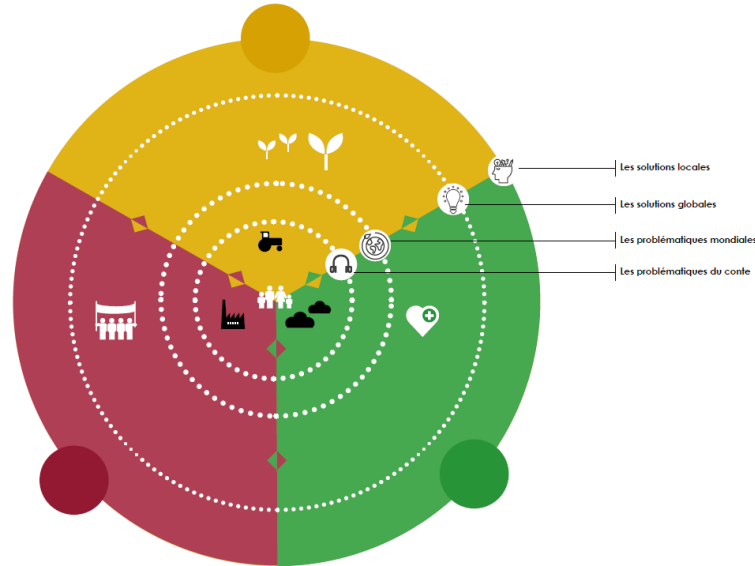 Les solutions locales
Les solutions globales
Les problématiques mondiales
Les problématiques du conte